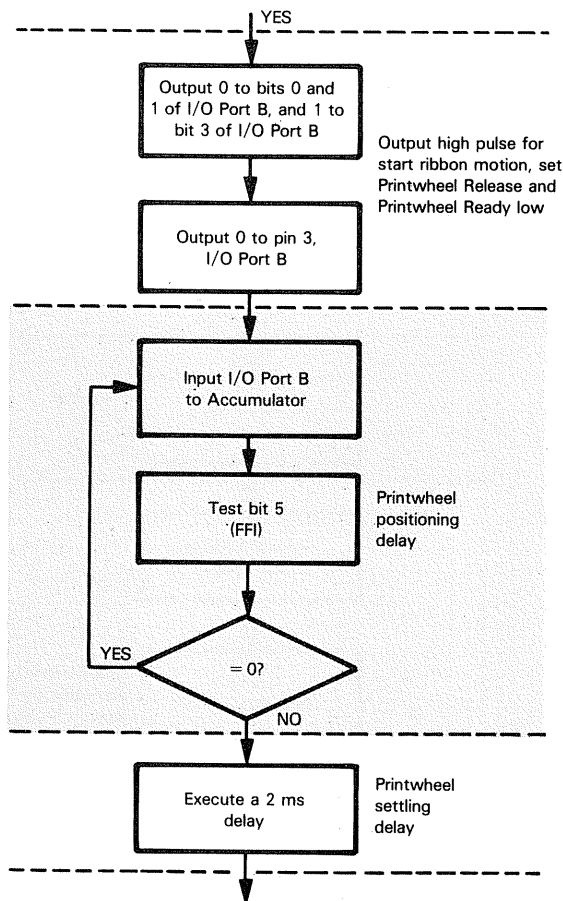 YES
Output 0 to bits 0 and
1 of I/O Port B, and 1 to
bit 3 of I/O Port B
Output high pulse for
start ribbon motion, set
Printwheel Release and
Printwheel Ready low
Output 0 to pin 3,
I/O Port B
Input I/O Port B
to Accumulator
Test bit 5
(FFI)
Printwheel
positioning
delay
YES
= 0?
NO
Execute a 2 ms
delay
Printwheel
settling
delay